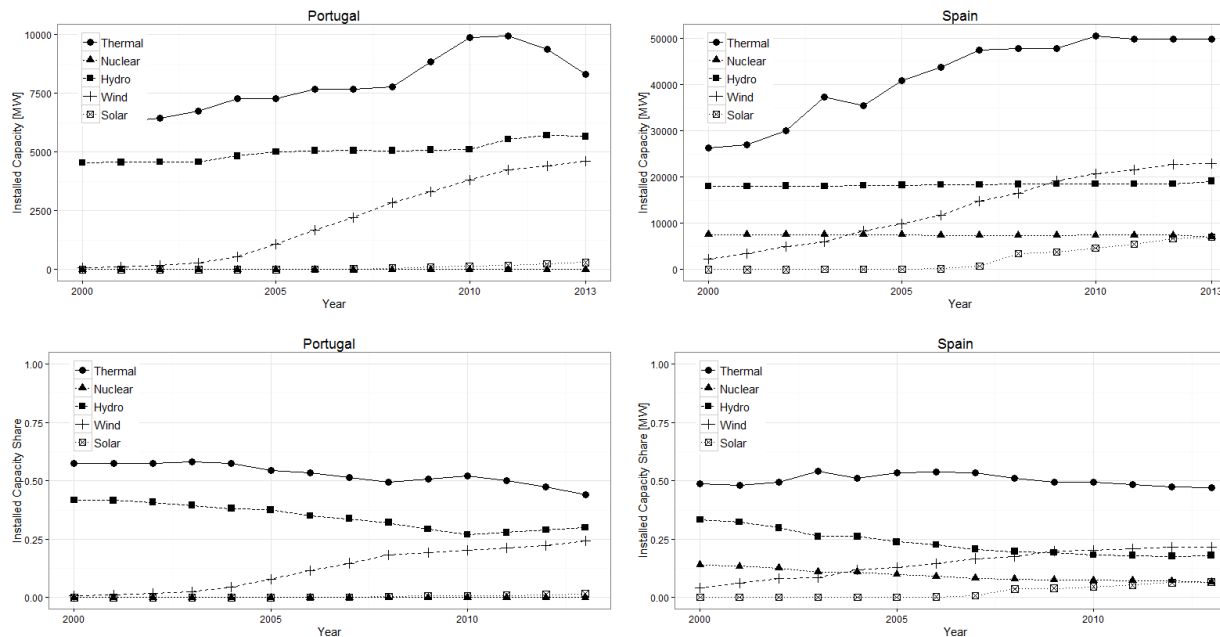 Portugal
Installed Capacity [MW]
10000
7500
5000
2500
0
Thermal
Nuclear
Hydro
Wind
Solar
2000
2005
2010
2013
Year
Spain
Installed Capacity [MW]
50000
40000
30000
20000
10000
0
Thermal
Nuclear
Hydro
Wind
Solar
2000
2005
2010
2013
Year
Portugal
Installed Capacity Share
1.00
0.75
0.50
0.25
0.00
Thermal
Nuclear
Hydro
Wind
Solar
2000
2005
2010
Year
Spain
Installed Capacity Share [MW]
1.00
0.75
0.50
0.25
0.00
Thermal
Nuclear
Hydro
Wind
Solar
2000
2005
2010
Year